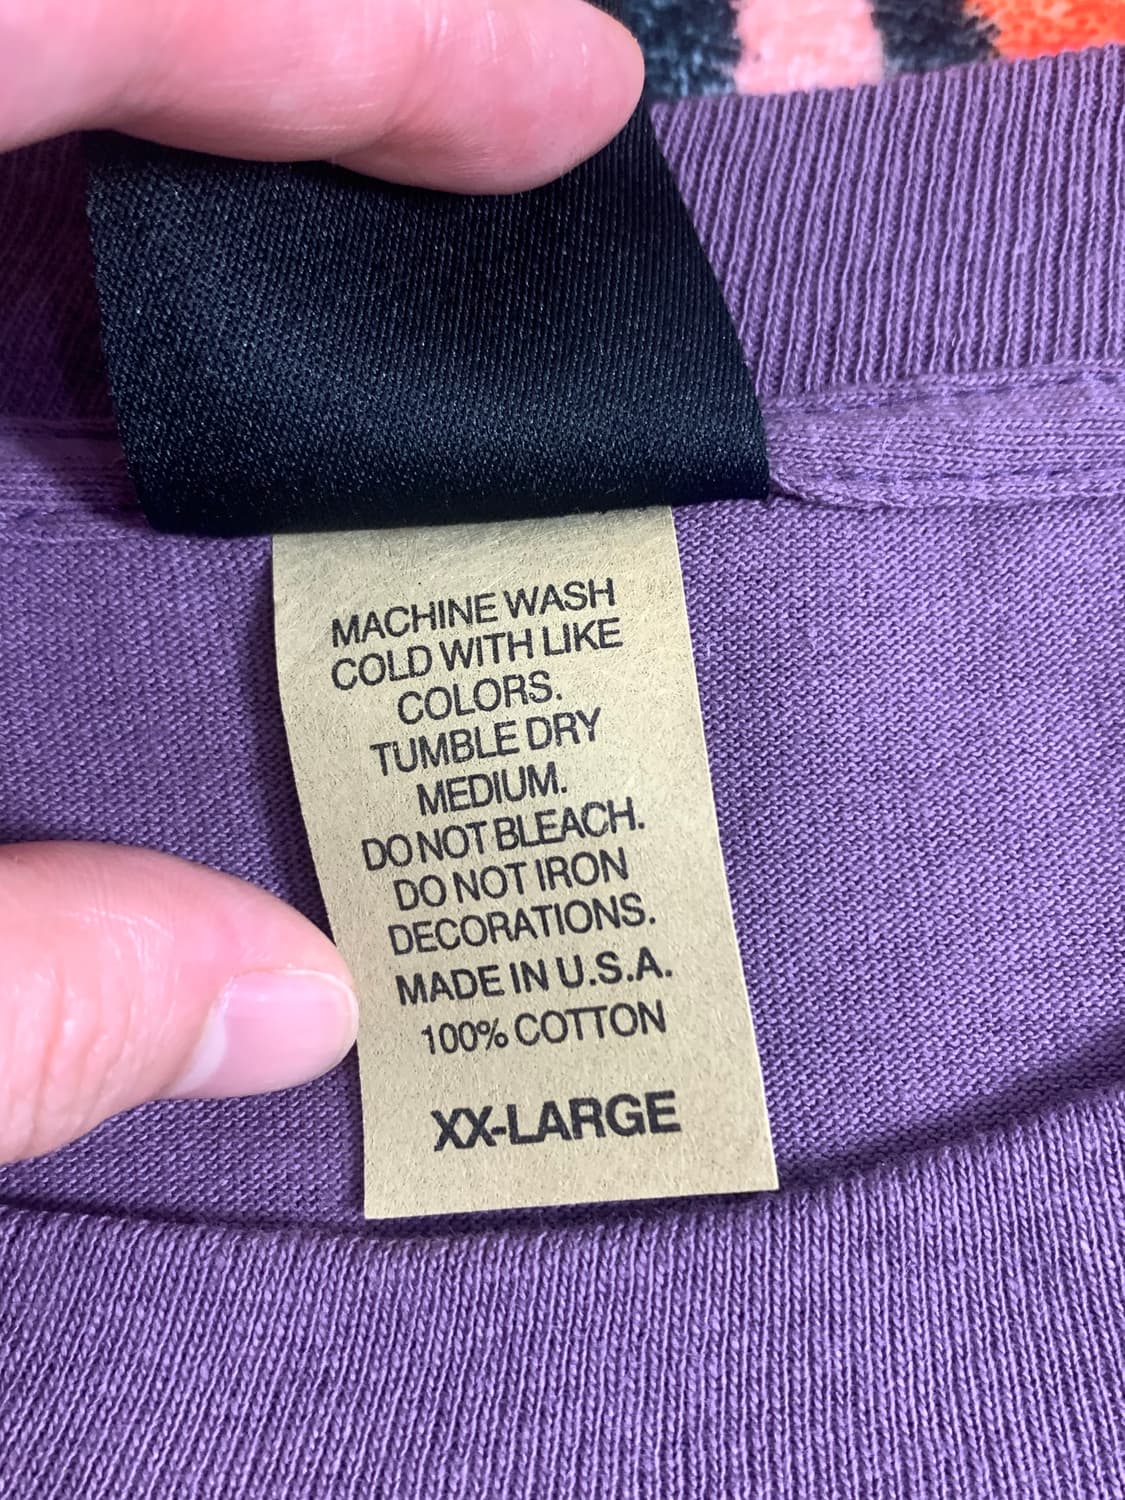 MACHINE WASH
COLD WITH LIKE
COLORS.
TUMBLE DRY
MEDIUM.
DO NOT BLEACH.
DO NOT IRON
DECORATIONS.
MADE IN U.S.A.
100% COTTON
XX-LARGE